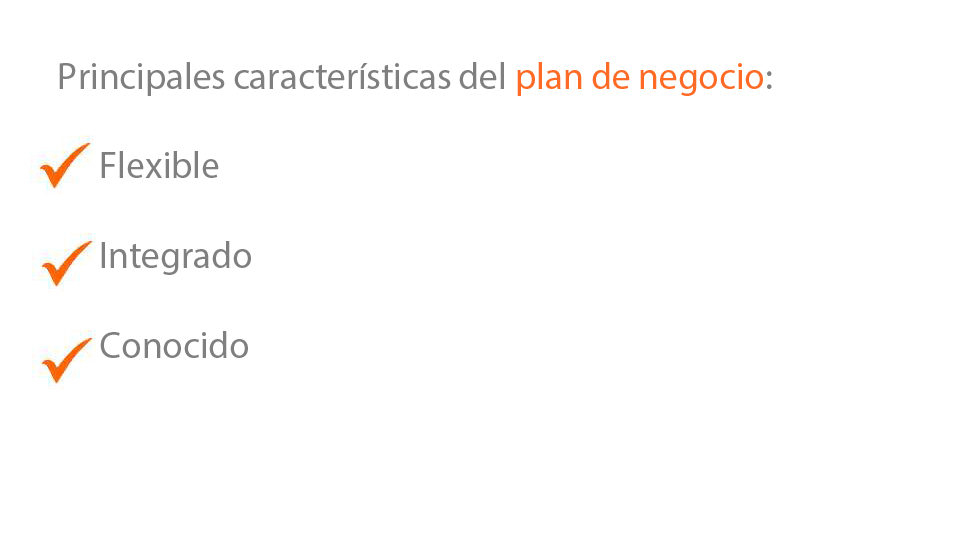 Principales características del plan de negocio:
Flexible
Integrado
Conocido